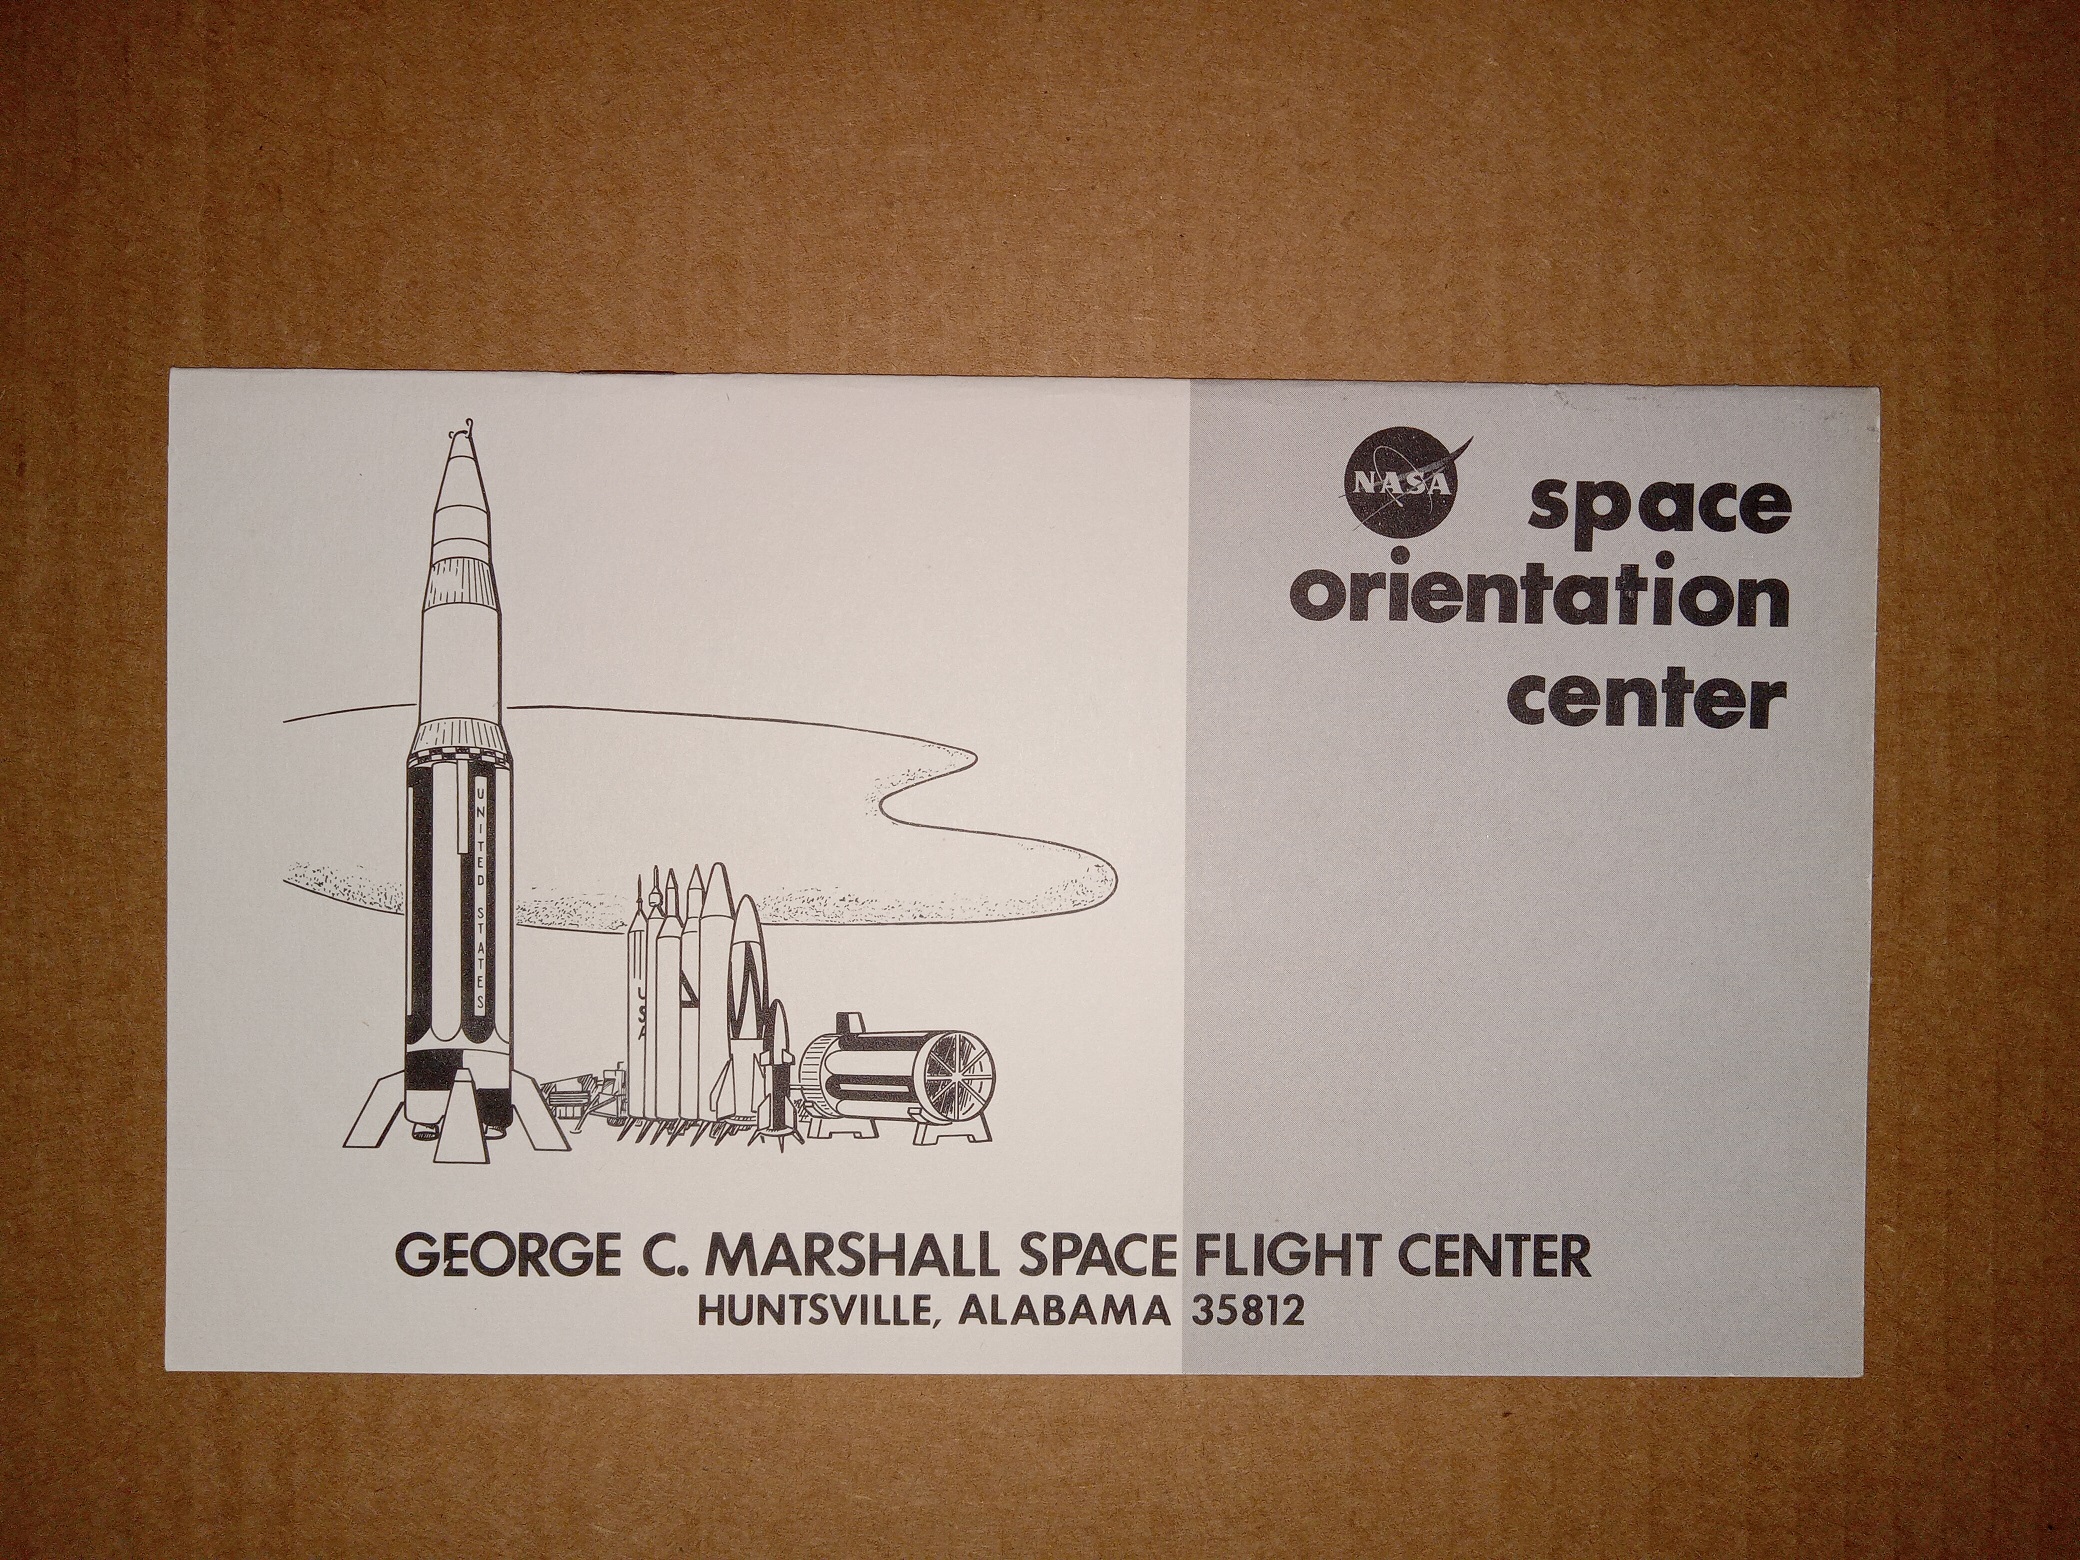 NASA
space
orientation
center
UNITED STATES
USA
GEORGE C. MARSHALL SPACE FLIGHT CENTER
HUNTSVILLE, ALABAMA 35812